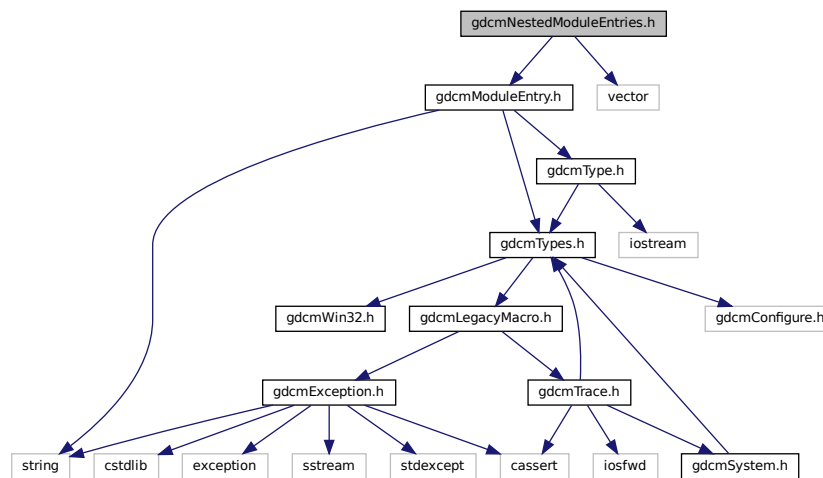 gdcmNestedModuleEntries.h
gdcmModuleEntry.h
vector
gdcmType.h
gdcmTypes.h
iostream
gdcmWin32.h
gdcmLegacyMacro.h
gdcmConfigure.h
gdcmException.h
gdcmTrace.h
string
cstdlib
exception
sstream
stdexcept
cassert
iosfwd
gdcmSystem.h